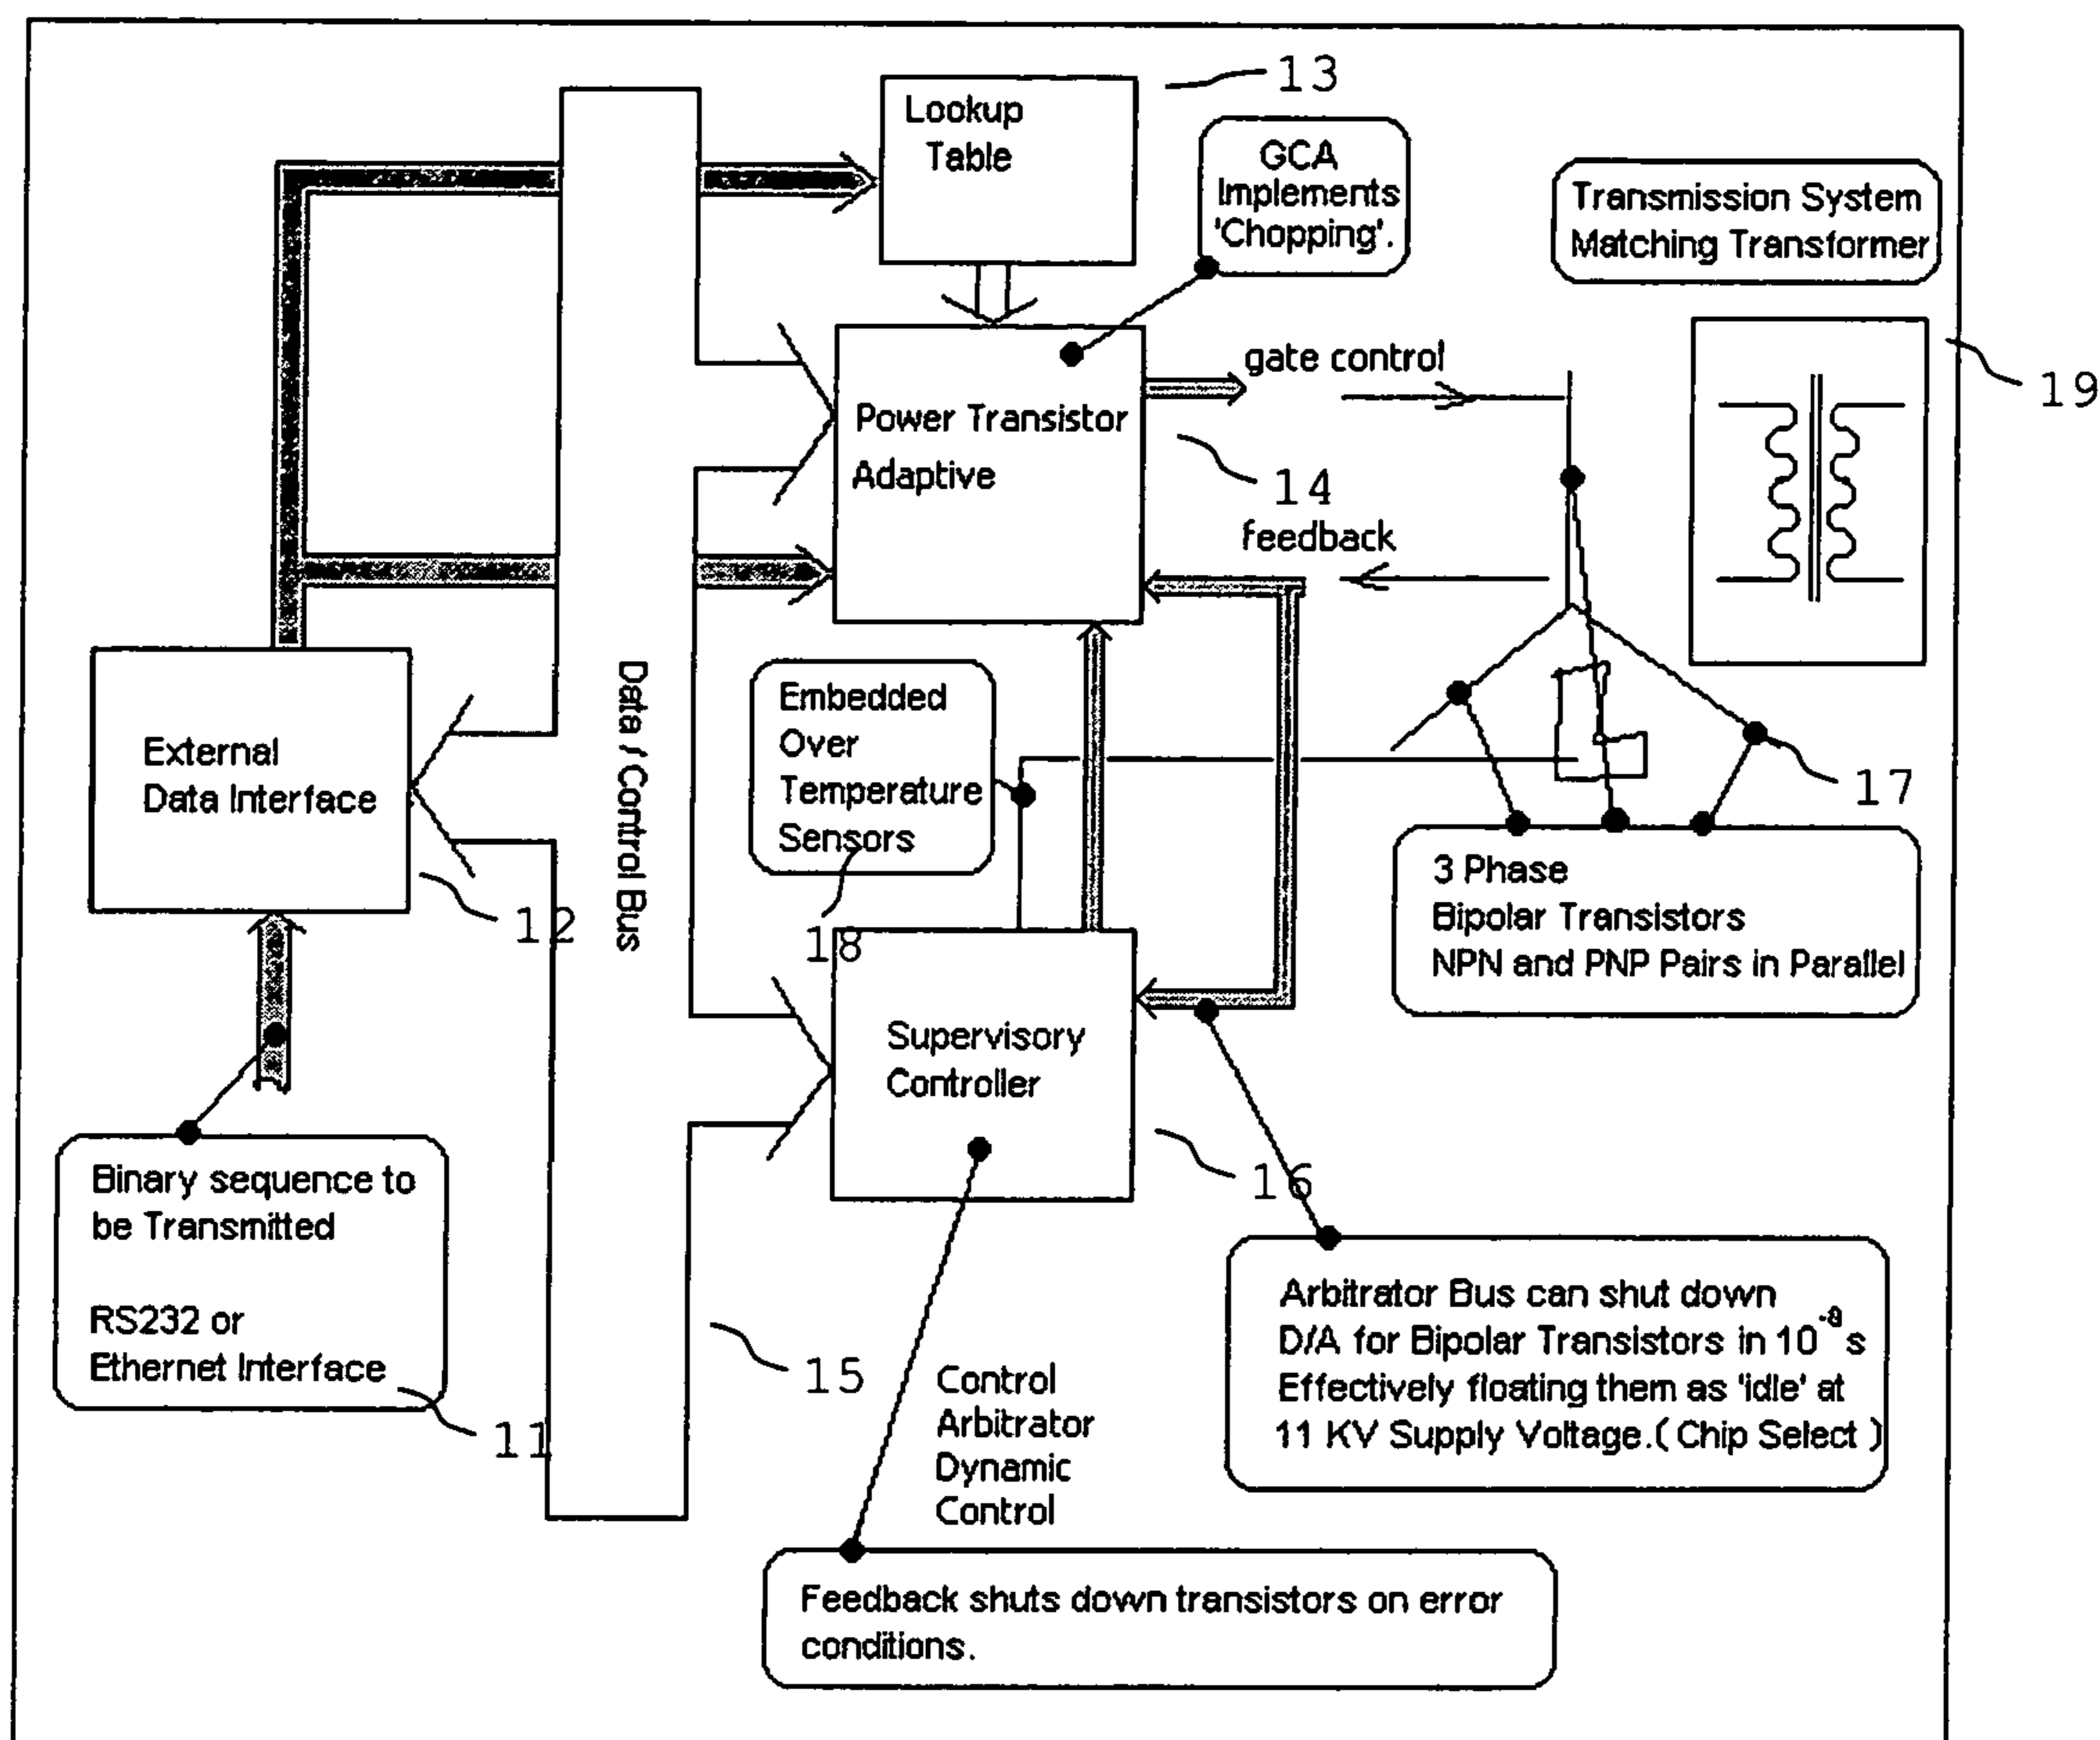 13
Lookup
Table
GCA
Implements
'Chopping'.
Transmission System
Matching Transformer
19
gate control
Power Transistor
Adaptive
14
feedback
Data / Control Bus
External
Data Interface
12
Embedded
Over
Temperature
Sensors
18
17
3 Phase
Bipolar Transistors
NPN and PNP Pairs in Parallel
Supervisory
Controller
16
Binary sequence to
be Transmitted
RS232 or
Ethernet Interface
11
15
Control
Arbitrator
Dynamic
Control
Arbitrator Bus can shut down
D/A for Bipolar Transistors in 10 s
Effectively floating them as 'idle' at
11 KV Supply Voltage.( Chip Select )
Feedback shuts down transistors on error
conditions.